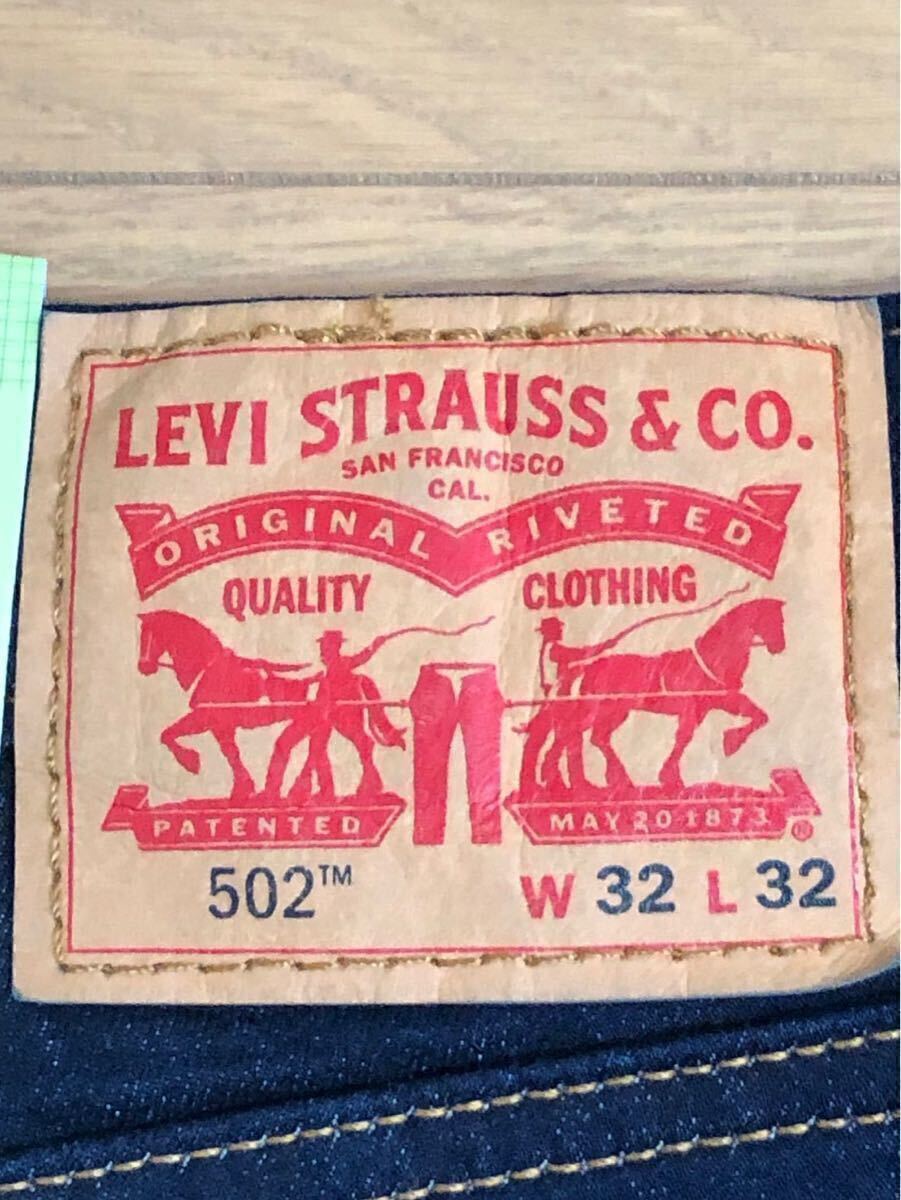 LEVI STRAUSS & CO.
SAN FRANCISCO
CAL.
ORIGINAL RIVETED
QUALITY CLOTHING
PATENTED MAY 20 1873 ®
502™ W 32 L 32